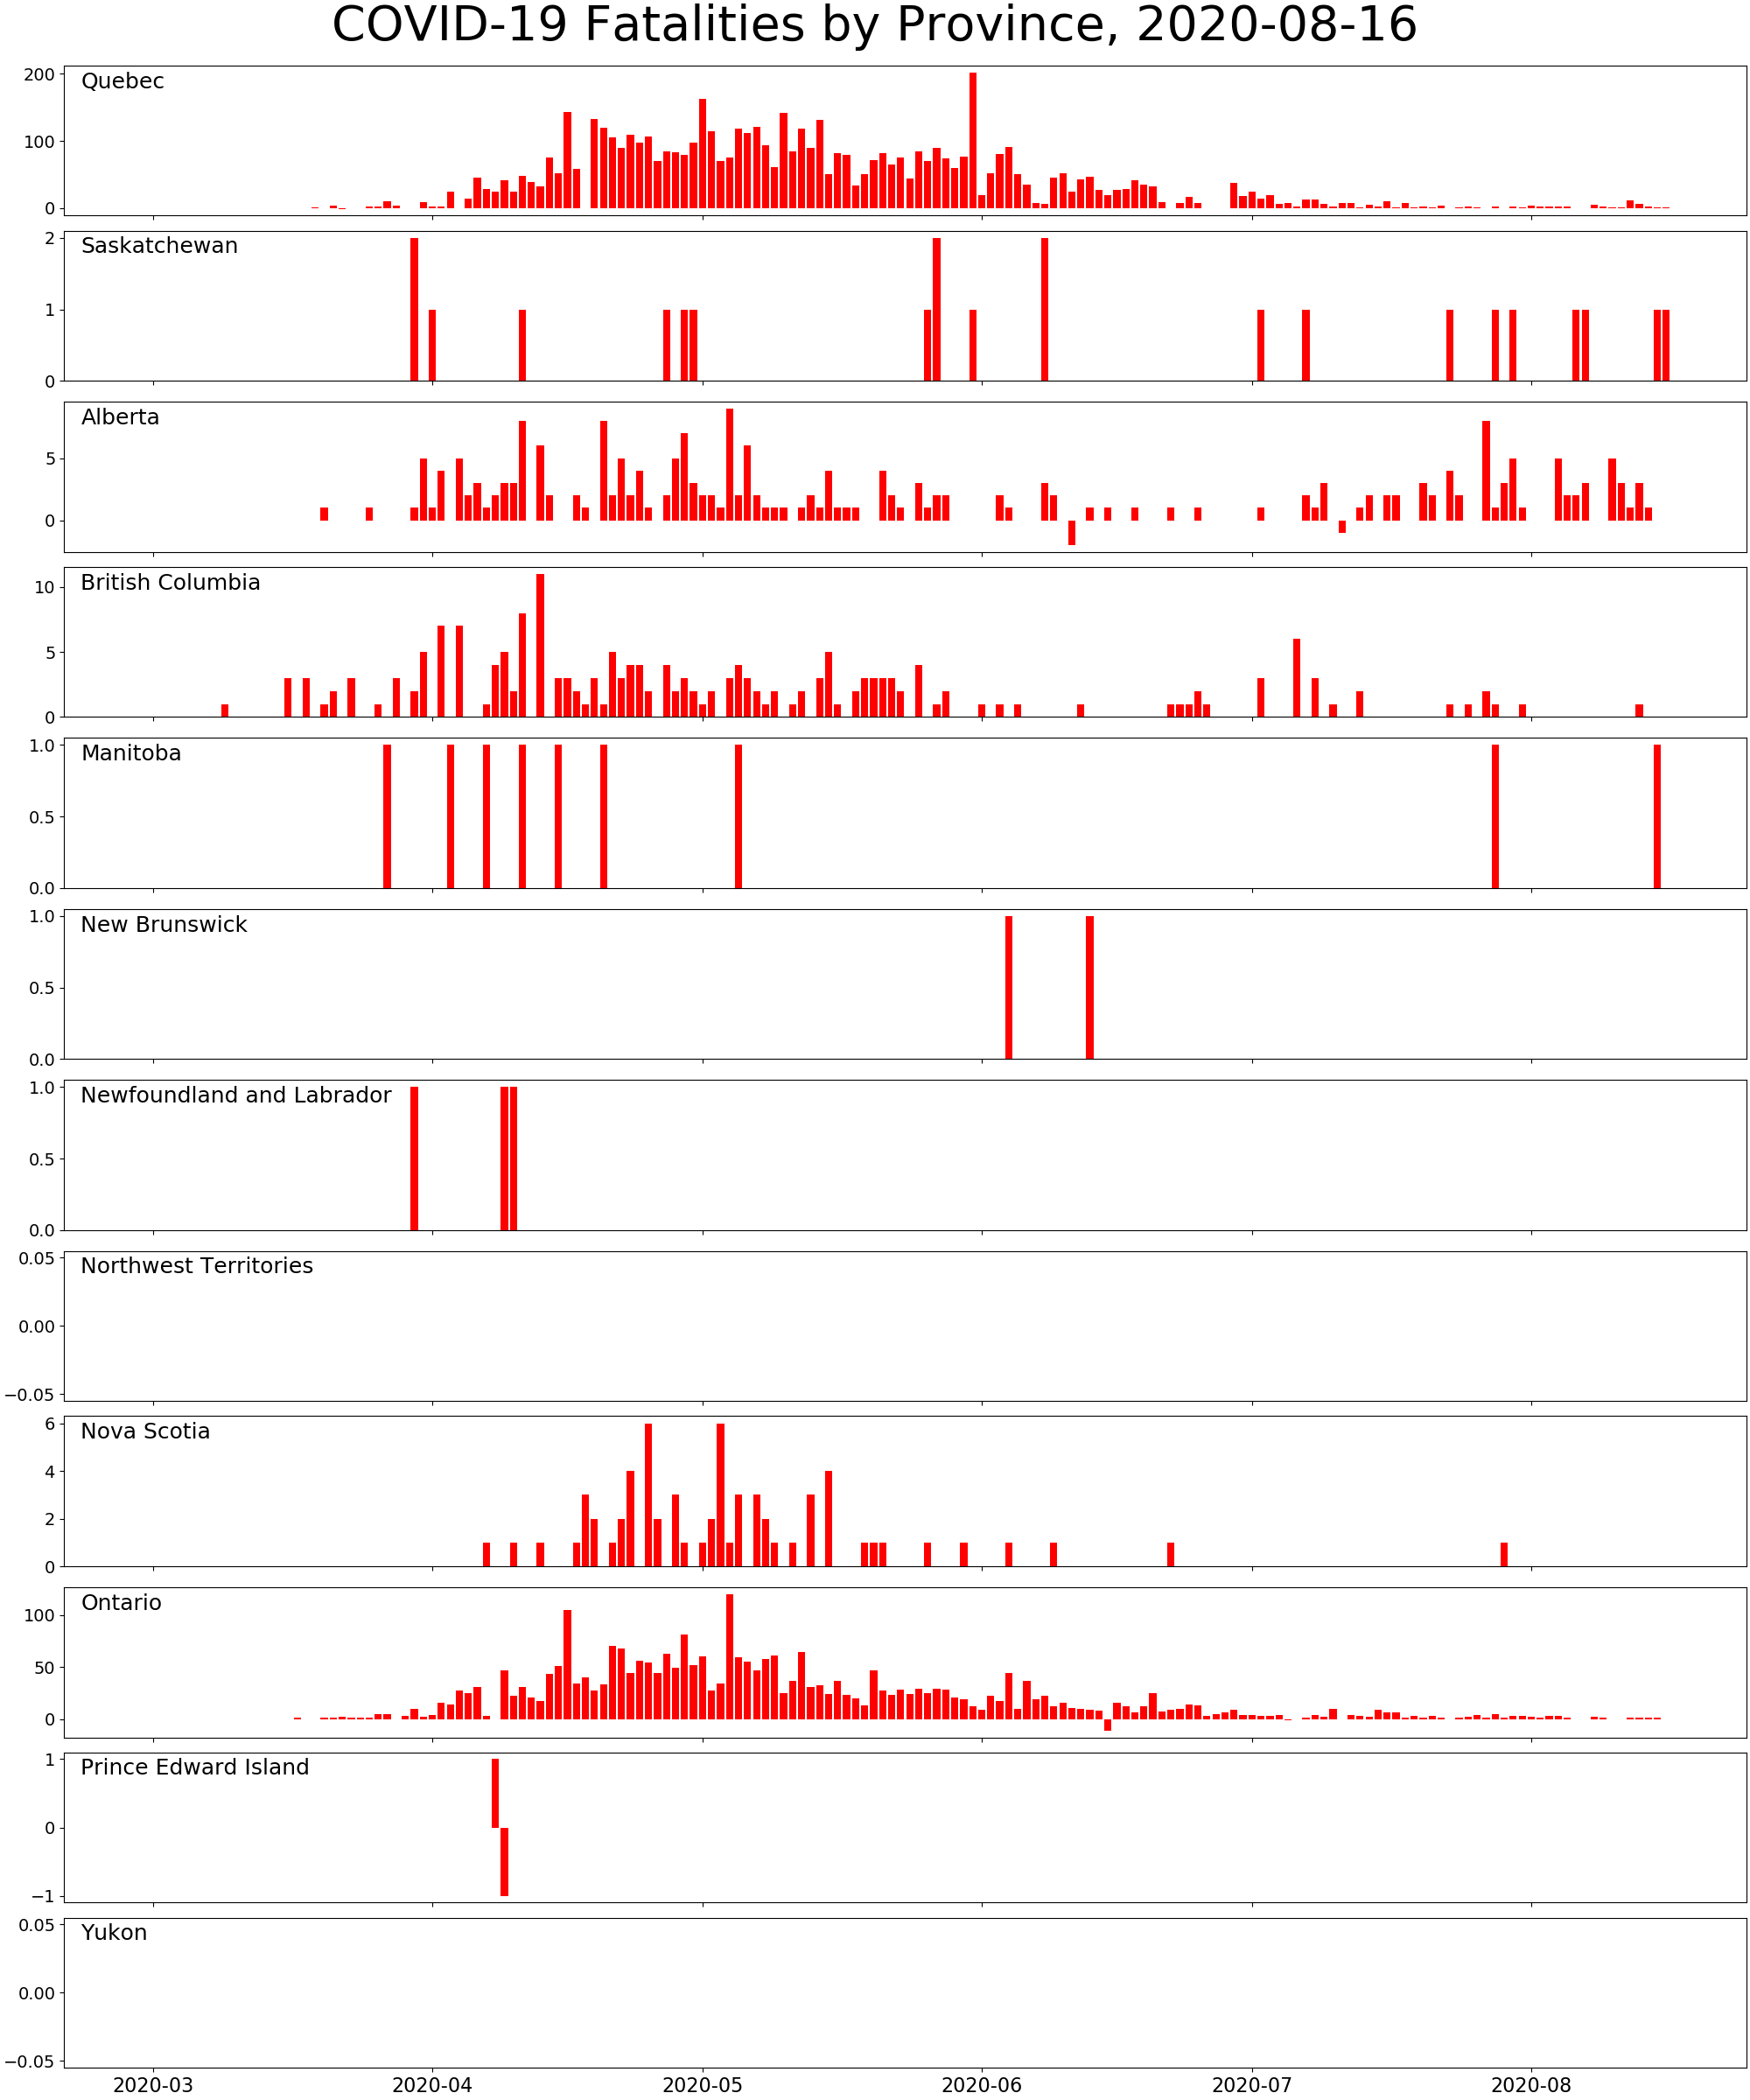 COVID-19 Fatalities by Province, 2020-08-16
Quebec
200
100
0
Saskatchewan
2
1
0
Alberta
5
0
British Columbia
10
5
0
Manitoba
1.0
0.5
0.0
New Brunswick
1.0
0.5
0.0
Newfoundland and Labrador
1.0
0.5
0.0
Northwest Territories
0.05
0.00
−0.05
Nova Scotia
6
4
2
0
Ontario
100
50
0
Prince Edward Island
1
0
−1
Yukon
0.05
0.00
−0.05
2020-03 2020-04 2020-05 2020-06 2020-07 2020-08